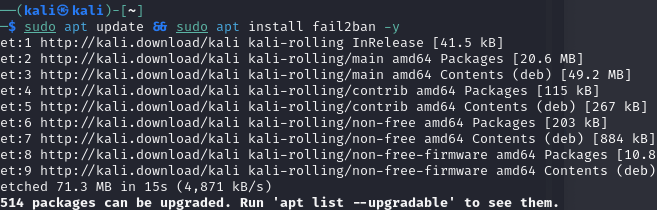 ──(kali㉿kali)-[~]
─$ sudo apt update && sudo apt install fail2ban -y
et:1 http://kali.download/kali kali-rolling InRelease [41.5 kB]
et:2 http://kali.download/kali kali-rolling/main amd64 Packages [20.6 MB]
et:3 http://kali.download/kali kali-rolling/main amd64 Contents (deb) [49.2 MB]
et:4 http://kali.download/kali kali-rolling/contrib amd64 Packages [115 kB]
et:5 http://kali.download/kali kali-rolling/contrib amd64 Contents (deb) [267 kB]
et:6 http://kali.download/kali kali-rolling/non-free amd64 Packages [203 kB]
et:7 http://kali.download/kali kali-rolling/non-free amd64 Contents (deb) [884 kB]
et:8 http://kali.download/kali kali-rolling/non-free-firmware amd64 Packages [10.8
et:9 http://kali.download/kali kali-rolling/non-free-firmware amd64 Contents (deb)
etched 71.3 MB in 15s (4,871 kB/s)
514 packages can be upgraded. Run 'apt list --upgradable' to see them.